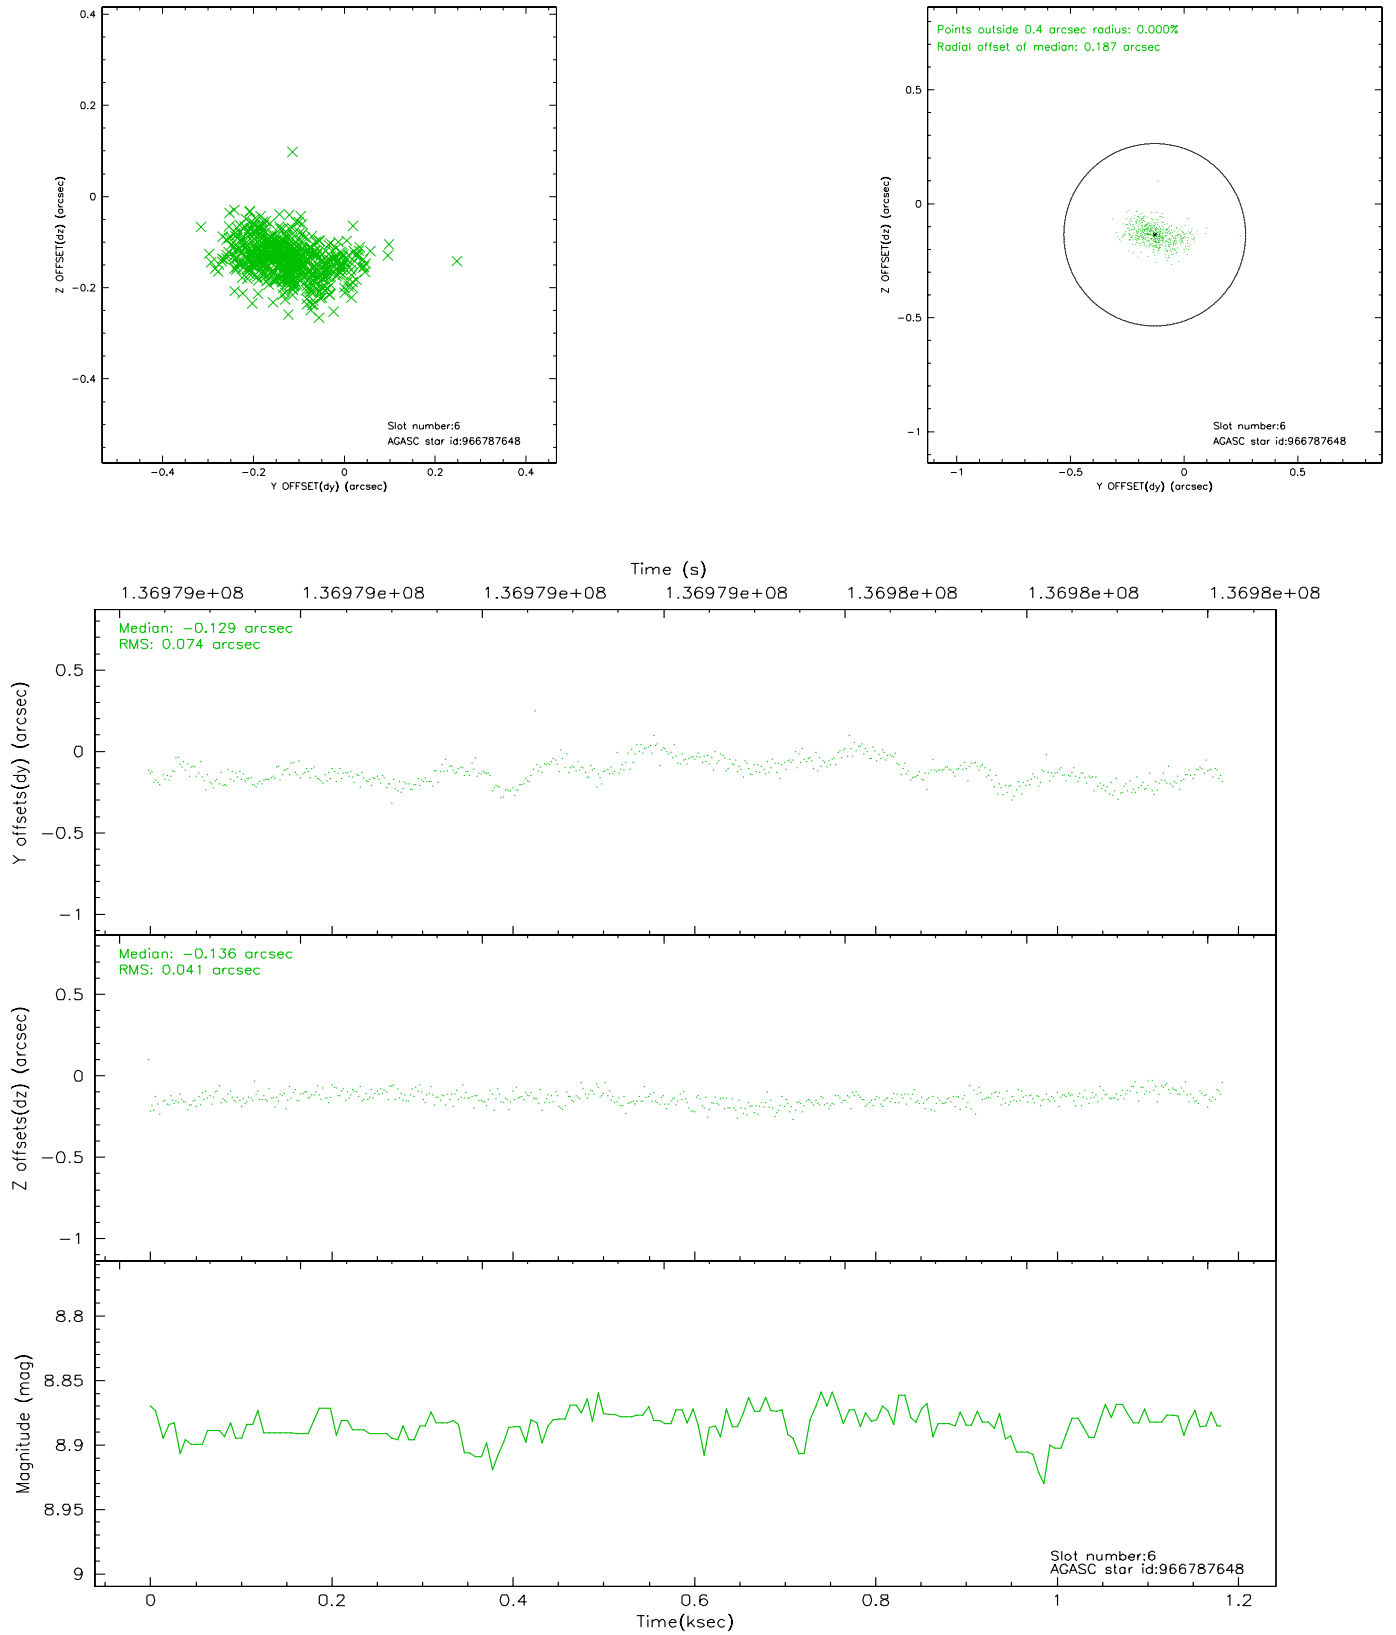 0.4
0.2
0
−0.2
−0.4
Z OFFSET(dz) (arcsec)
Slot number:6
AGASC star id:966787648
−0.4 −0.2 0 0.2 0.4
Y OFFSET(dy) (arcsec)
Points outside 0.4 arcsec radius: 0.000%
Radial offset of median: 0.187 arcsec
0.5
0
−0.5
−1
Z OFFSET(dz) (arcsec)
Slot number:6
AGASC star id:966787648
−1 −0.5 0 0.5
Y OFFSET(dy) (arcsec)
Time (s)
1.36979e+08 1.36979e+08 1.36979e+08 1.36979e+08 1.3698e+08 1.3698e+08 1.3698e+08
Median: −0.129 arcsec
RMS: 0.074 arcsec
0.5
0
−0.5
−1
Y offsets(dy) (arcsec)
Median: −0.136 arcsec
RMS: 0.041 arcsec
0.5
0
−0.5
−1
Z offsets(dz) (arcsec)
8.8
8.85
8.9
8.95
9
Magnitude (mag)
Slot number:6
AGASC star id:966787648
0 0.2 0.4 0.6 0.8 1 1.2
Time(ksec)